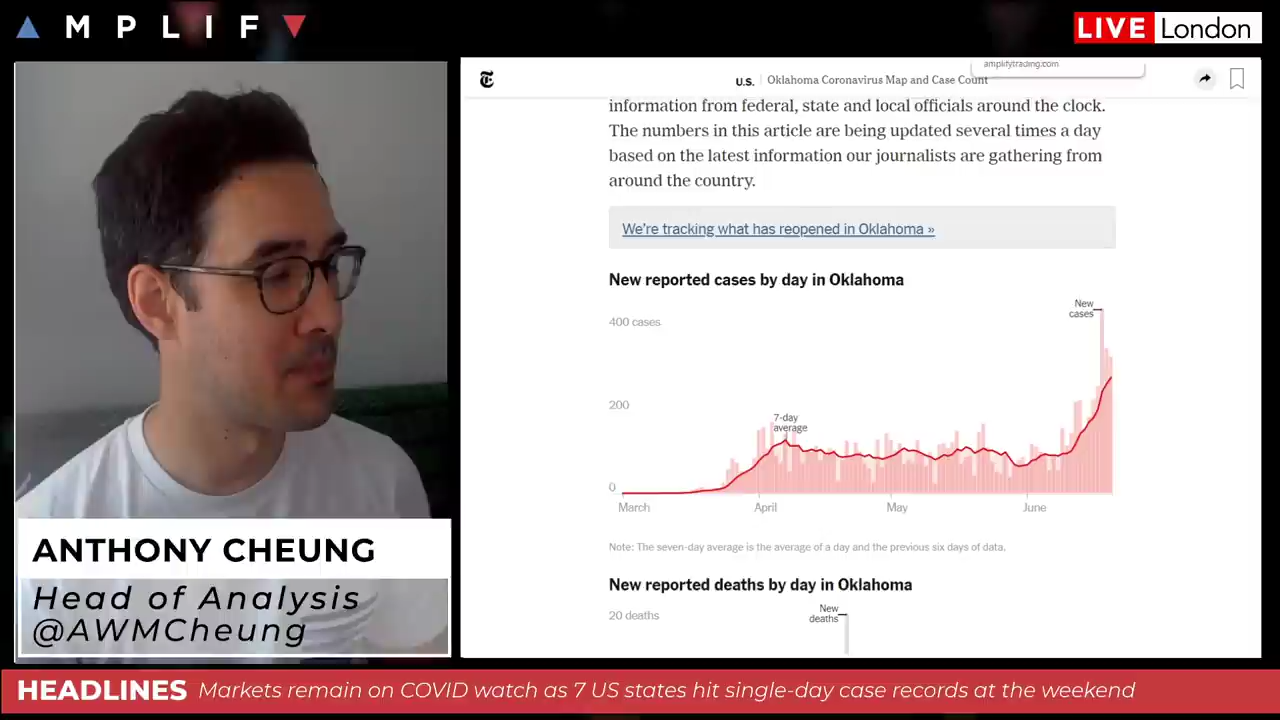 AMPLIFY
LIVE London
amplifytrading.com
U.S. | Oklahoma Coronavirus Map and Case Count
information from federal, state and local officials around the clock.
The numbers in this article are being updated several times a day
based on the latest information our journalists are gathering from
around the country.
We're tracking what has reopened in Oklahoma »
New reported cases by day in Oklahoma
New
cases
400 cases
200
7-day
average
0
March April May June
Note: The seven-day average is the average of a day and the previous six days of data.
New reported deaths by day in Oklahoma
New
deaths
20 deaths
ANTHONY CHEUNG
Head of Analysis
@AWMCheung
HEADLINES Markets remain on COVID watch as 7 US states hit single-day case records at the weekend